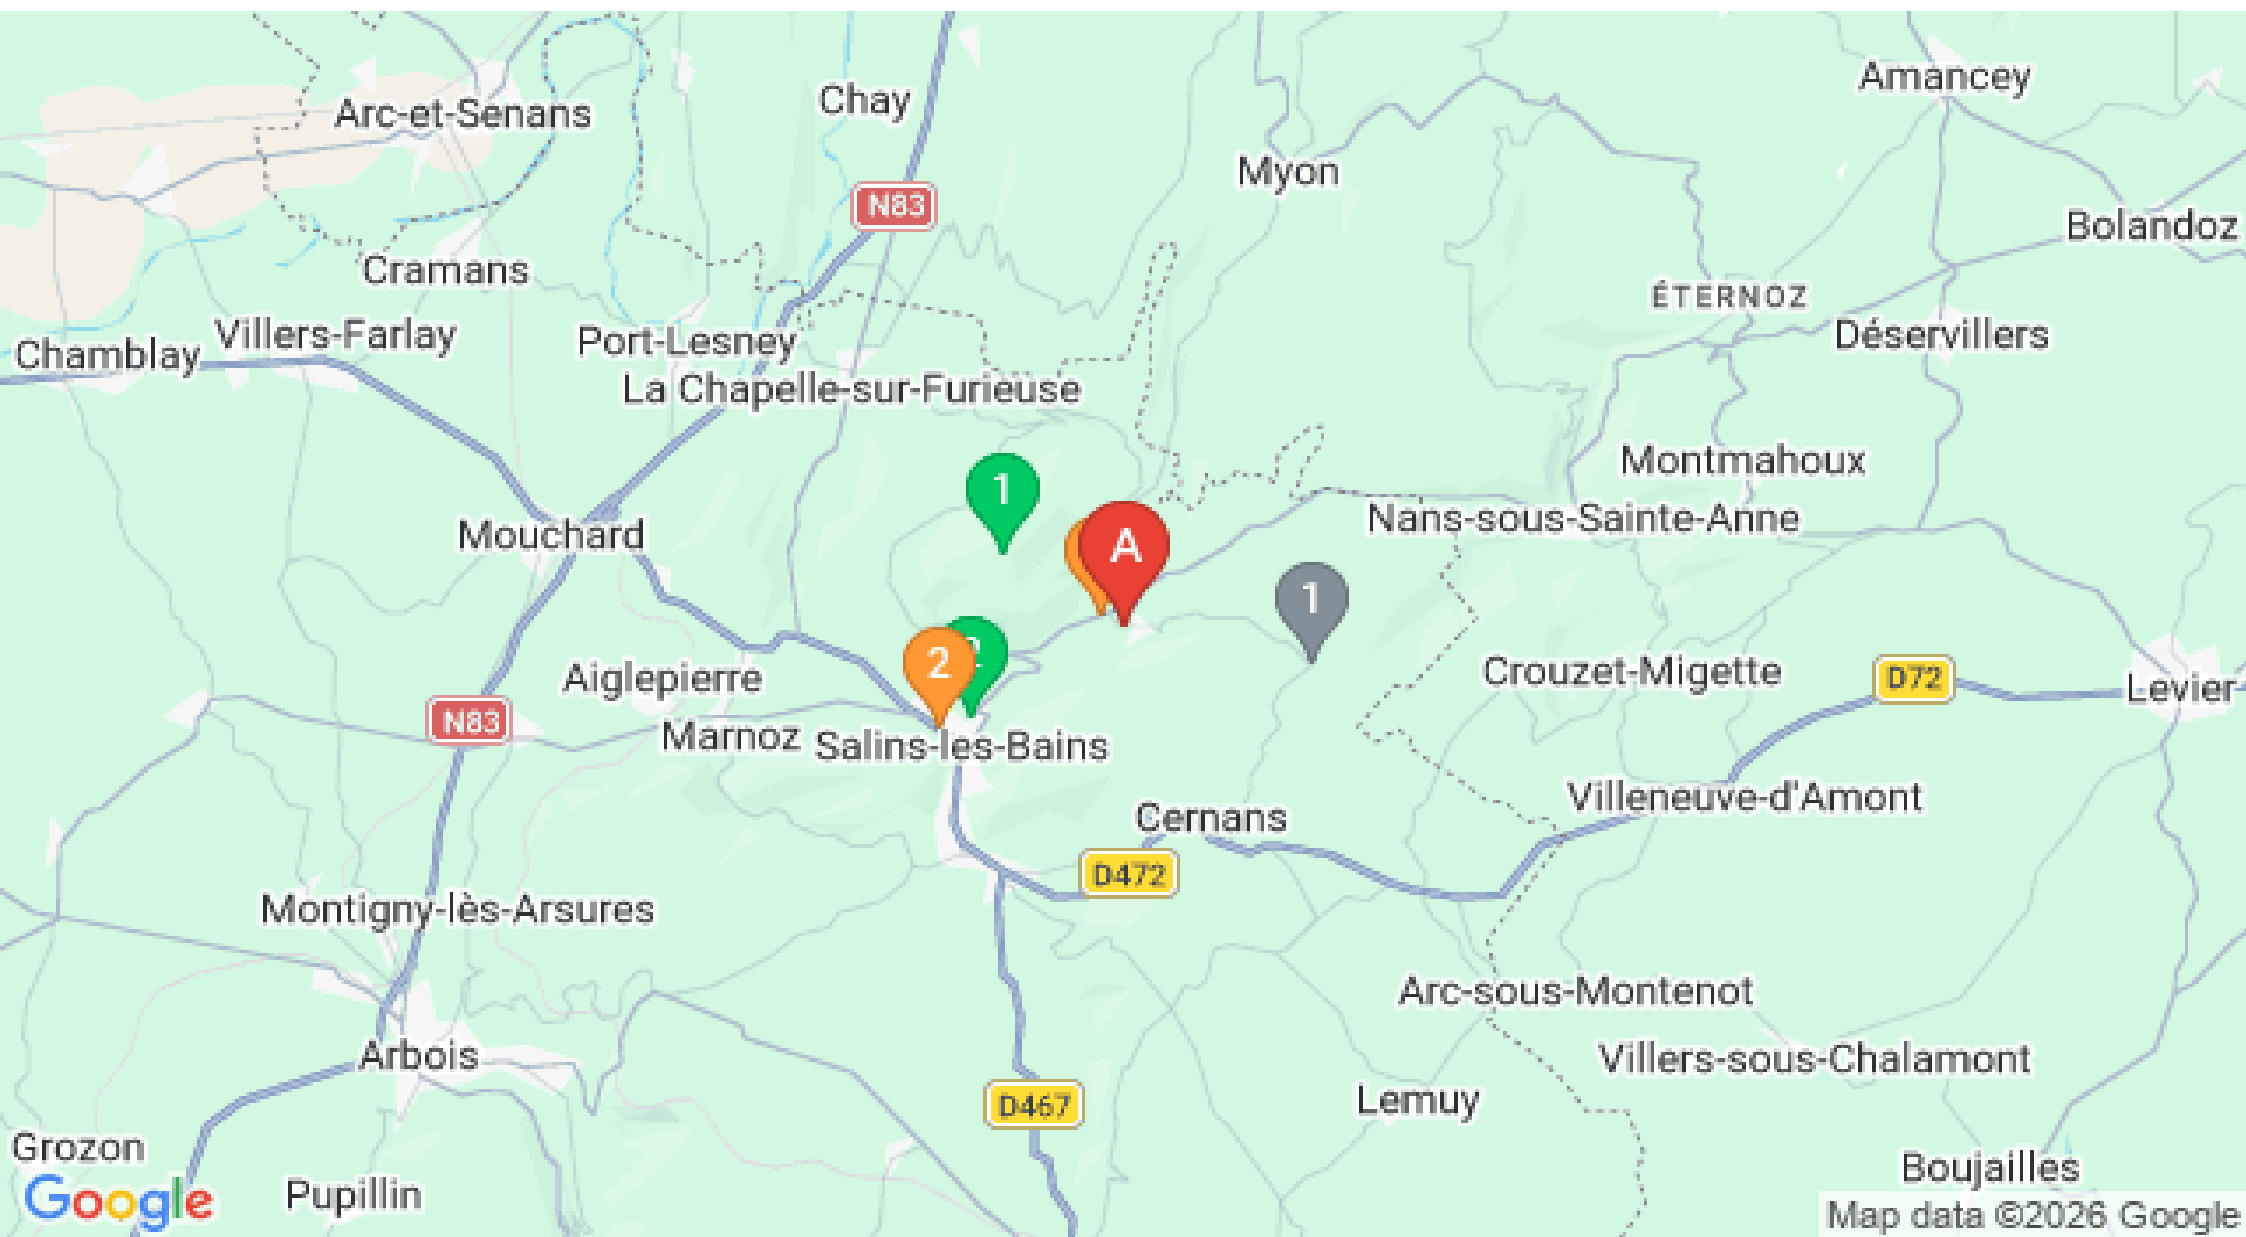 Amancey
Chay
Arc-et-Senans
Myon
N83
Bolandoz
Cramans
ÉTERNOZ
Villers-Farlay
Déservillers
Port-Lesney
Chamblay
La Chapelle-sur-Furieuse
Montmahoux
1
Nans-sous-Sainte-Anne
Mouchard
A
1
2
Crouzet-Migette
Aiglepierre
D72
Levier
N83
Marnoz
Salins-les-Bains
Villeneuve-d'Amont
Cernans
D472
Montigny-lès-Arsures
Arc-sous-Montenot
Arbois
Villers-sous-Chalamont
Lemuy
D467
Grozon
Boujailles
Pupillin
Google
Map data ©2026 Google